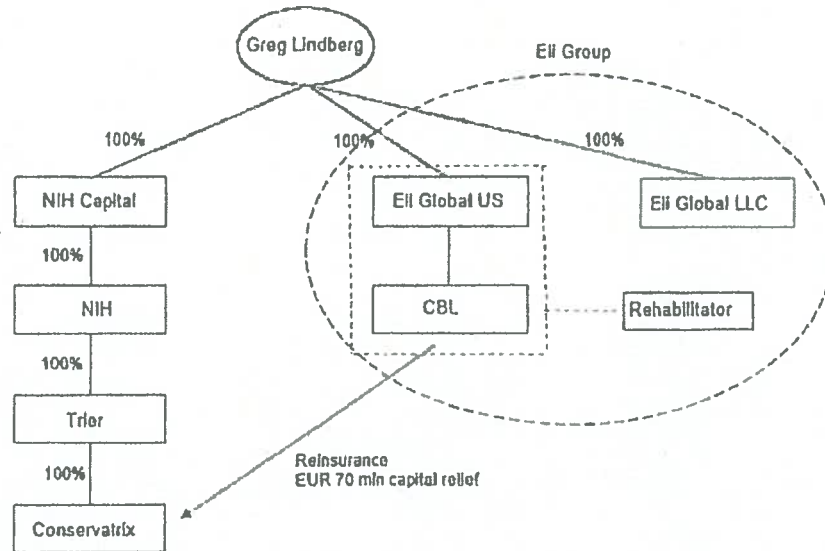 Greg Lindberg
Eli Group
100%
100%
100%
NIH Capital
Eli Global US
Eli Global LLC
100%
NIH
CBL
Rehabilitator
100%
Trier
100%
Reinsurance
EUR 70 mln capital relief
Conservatrix